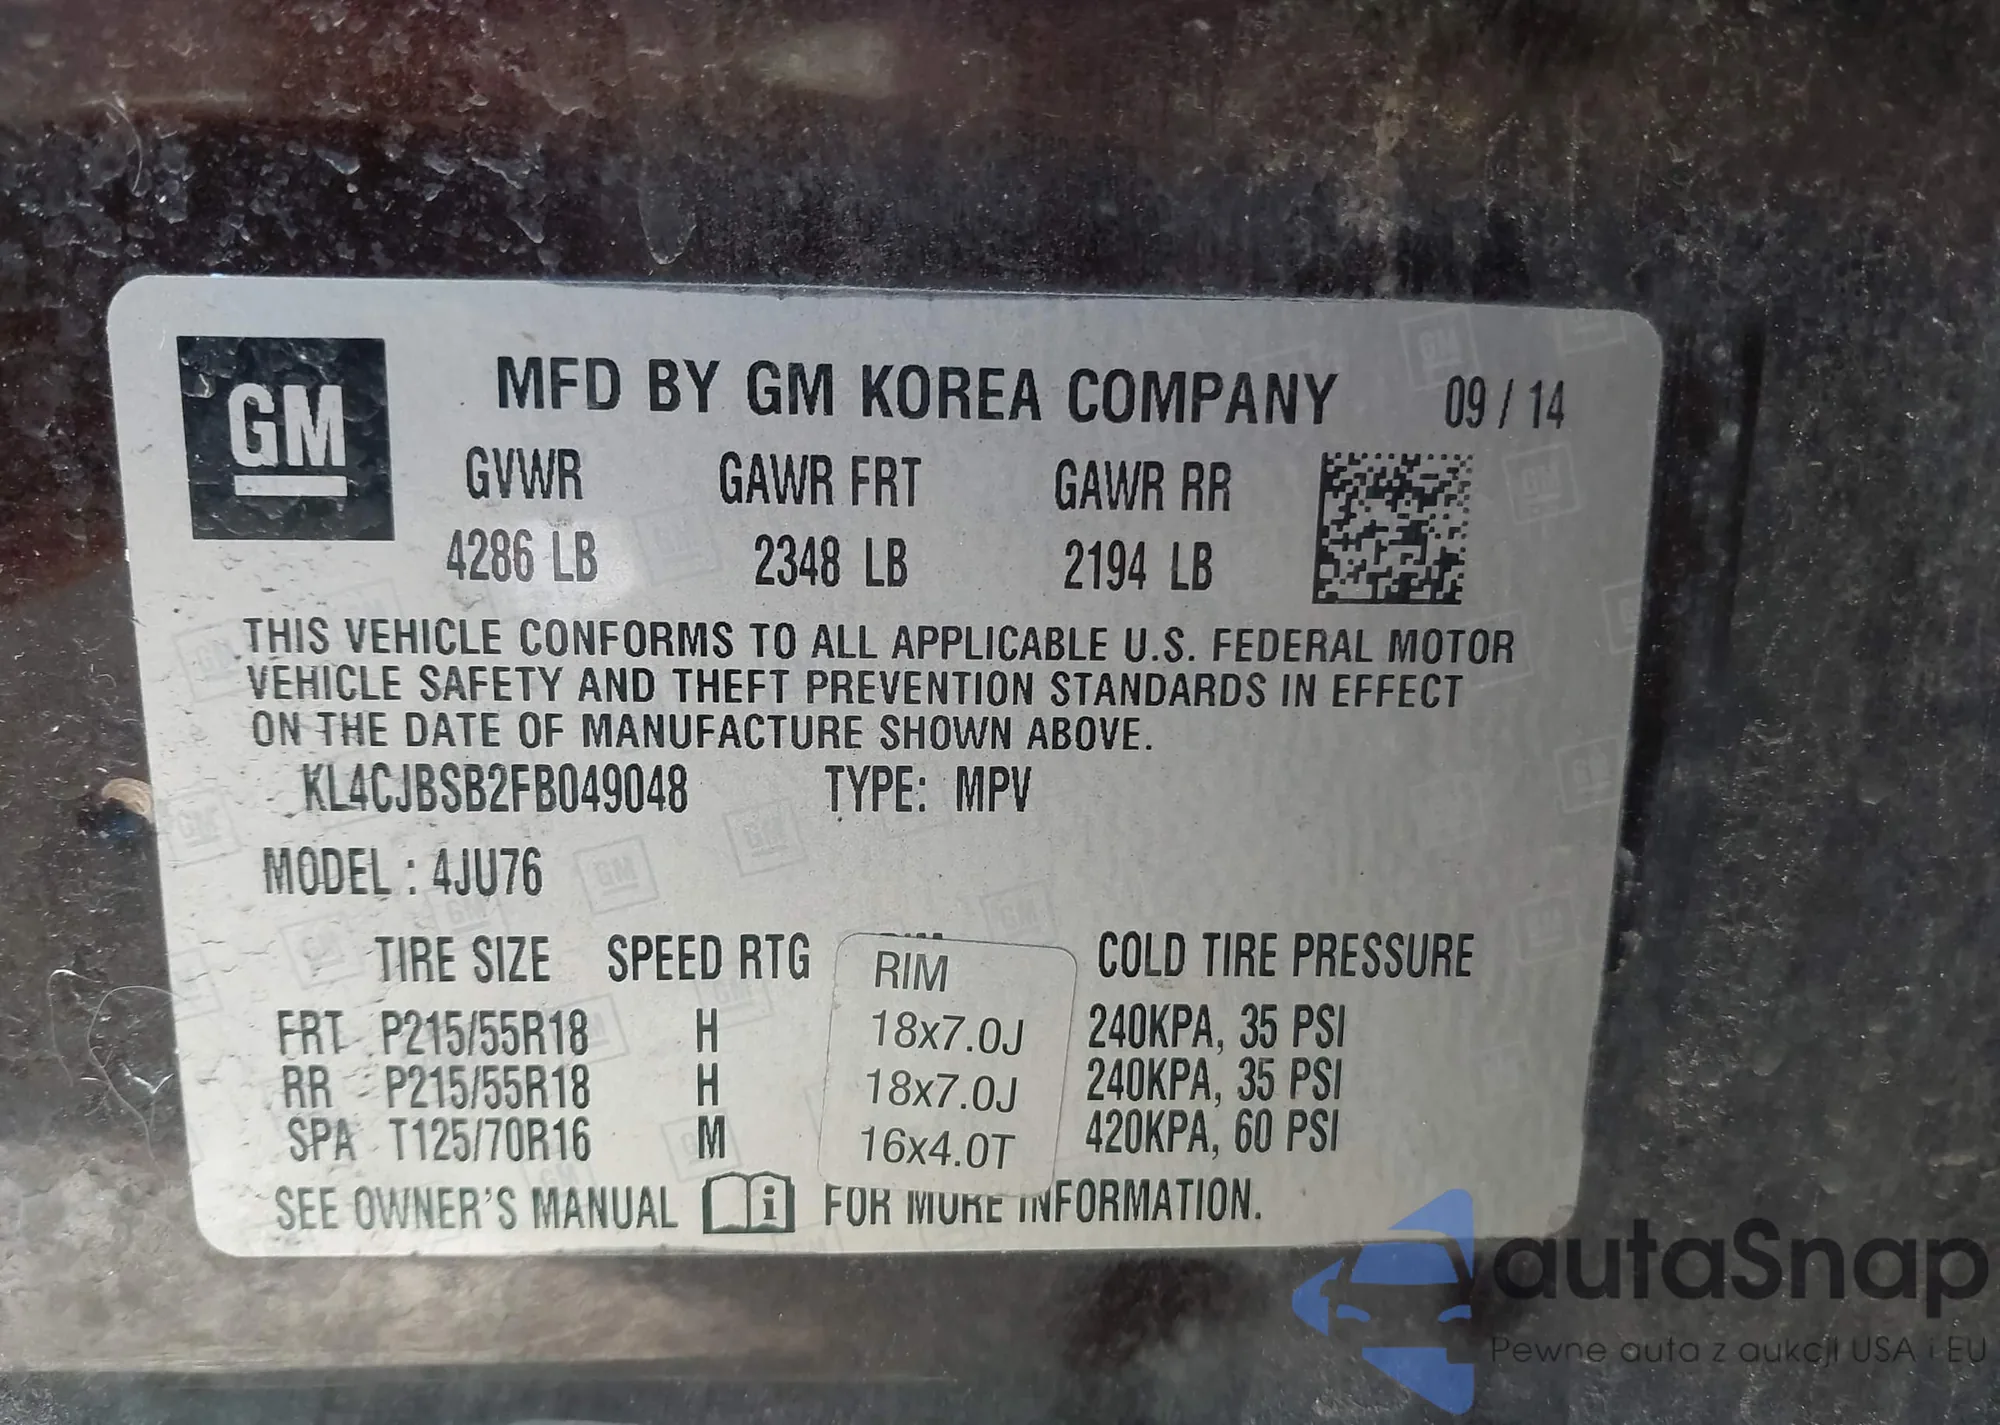 GM
MFD BY GM KOREA COMPANY 09 / 14
GVWR GAWR FRT GAWR RR
4286 LB 2348 LB 2194 LB
THIS VEHICLE CONFORMS TO ALL APPLICABLE U.S. FEDERAL MOTOR
VEHICLE SAFETY AND THEFT PREVENTION STANDARDS IN EFFECT
ON THE DATE OF MANUFACTURE SHOWN ABOVE.
KL4CJBSB2FB049048 TYPE: MPV
MODEL : 4JU76
TIRE SIZE SPEED RTG RIM COLD TIRE PRESSURE
FRT P215/55R18 H 18x7.0J 240KPA, 35 PSI
RR P215/55R18 H 18x7.0J 240KPA, 35 PSI
SPA T125/70R16 M 16x4.0T 420KPA, 60 PSI
SEE OWNER'S MANUAL i FOR MORE INFORMATION.
autaSnap
Pewne auta z aukcji USA i EU